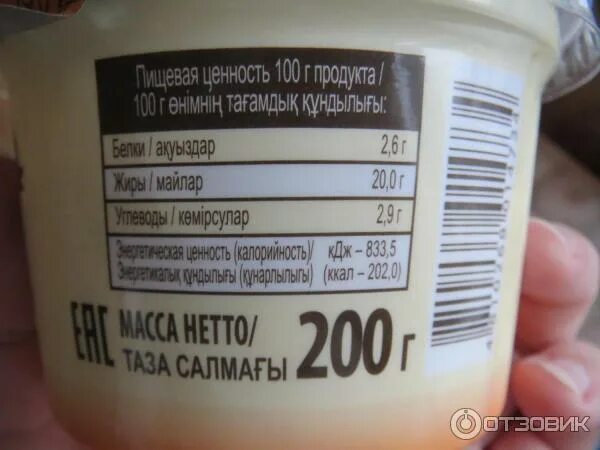 Пищевая ценность 100 г продукта /
100 г өнімнің тағамдық құндылығы:
Белки / ақуыздар 2,6 г
Жиры / майлар 20,0 г
Углеводы / көмірсулар 2,9 г
Энергетическая ценность (калорийность)/ кДж – 833,5
Энергетикалық құндылығы (құнарлылығы) (ккал – 202,0)
EAC МАССА НЕТТО/
ТАЗА САЛМАҒЫ 200 г
ОТЗОВИК